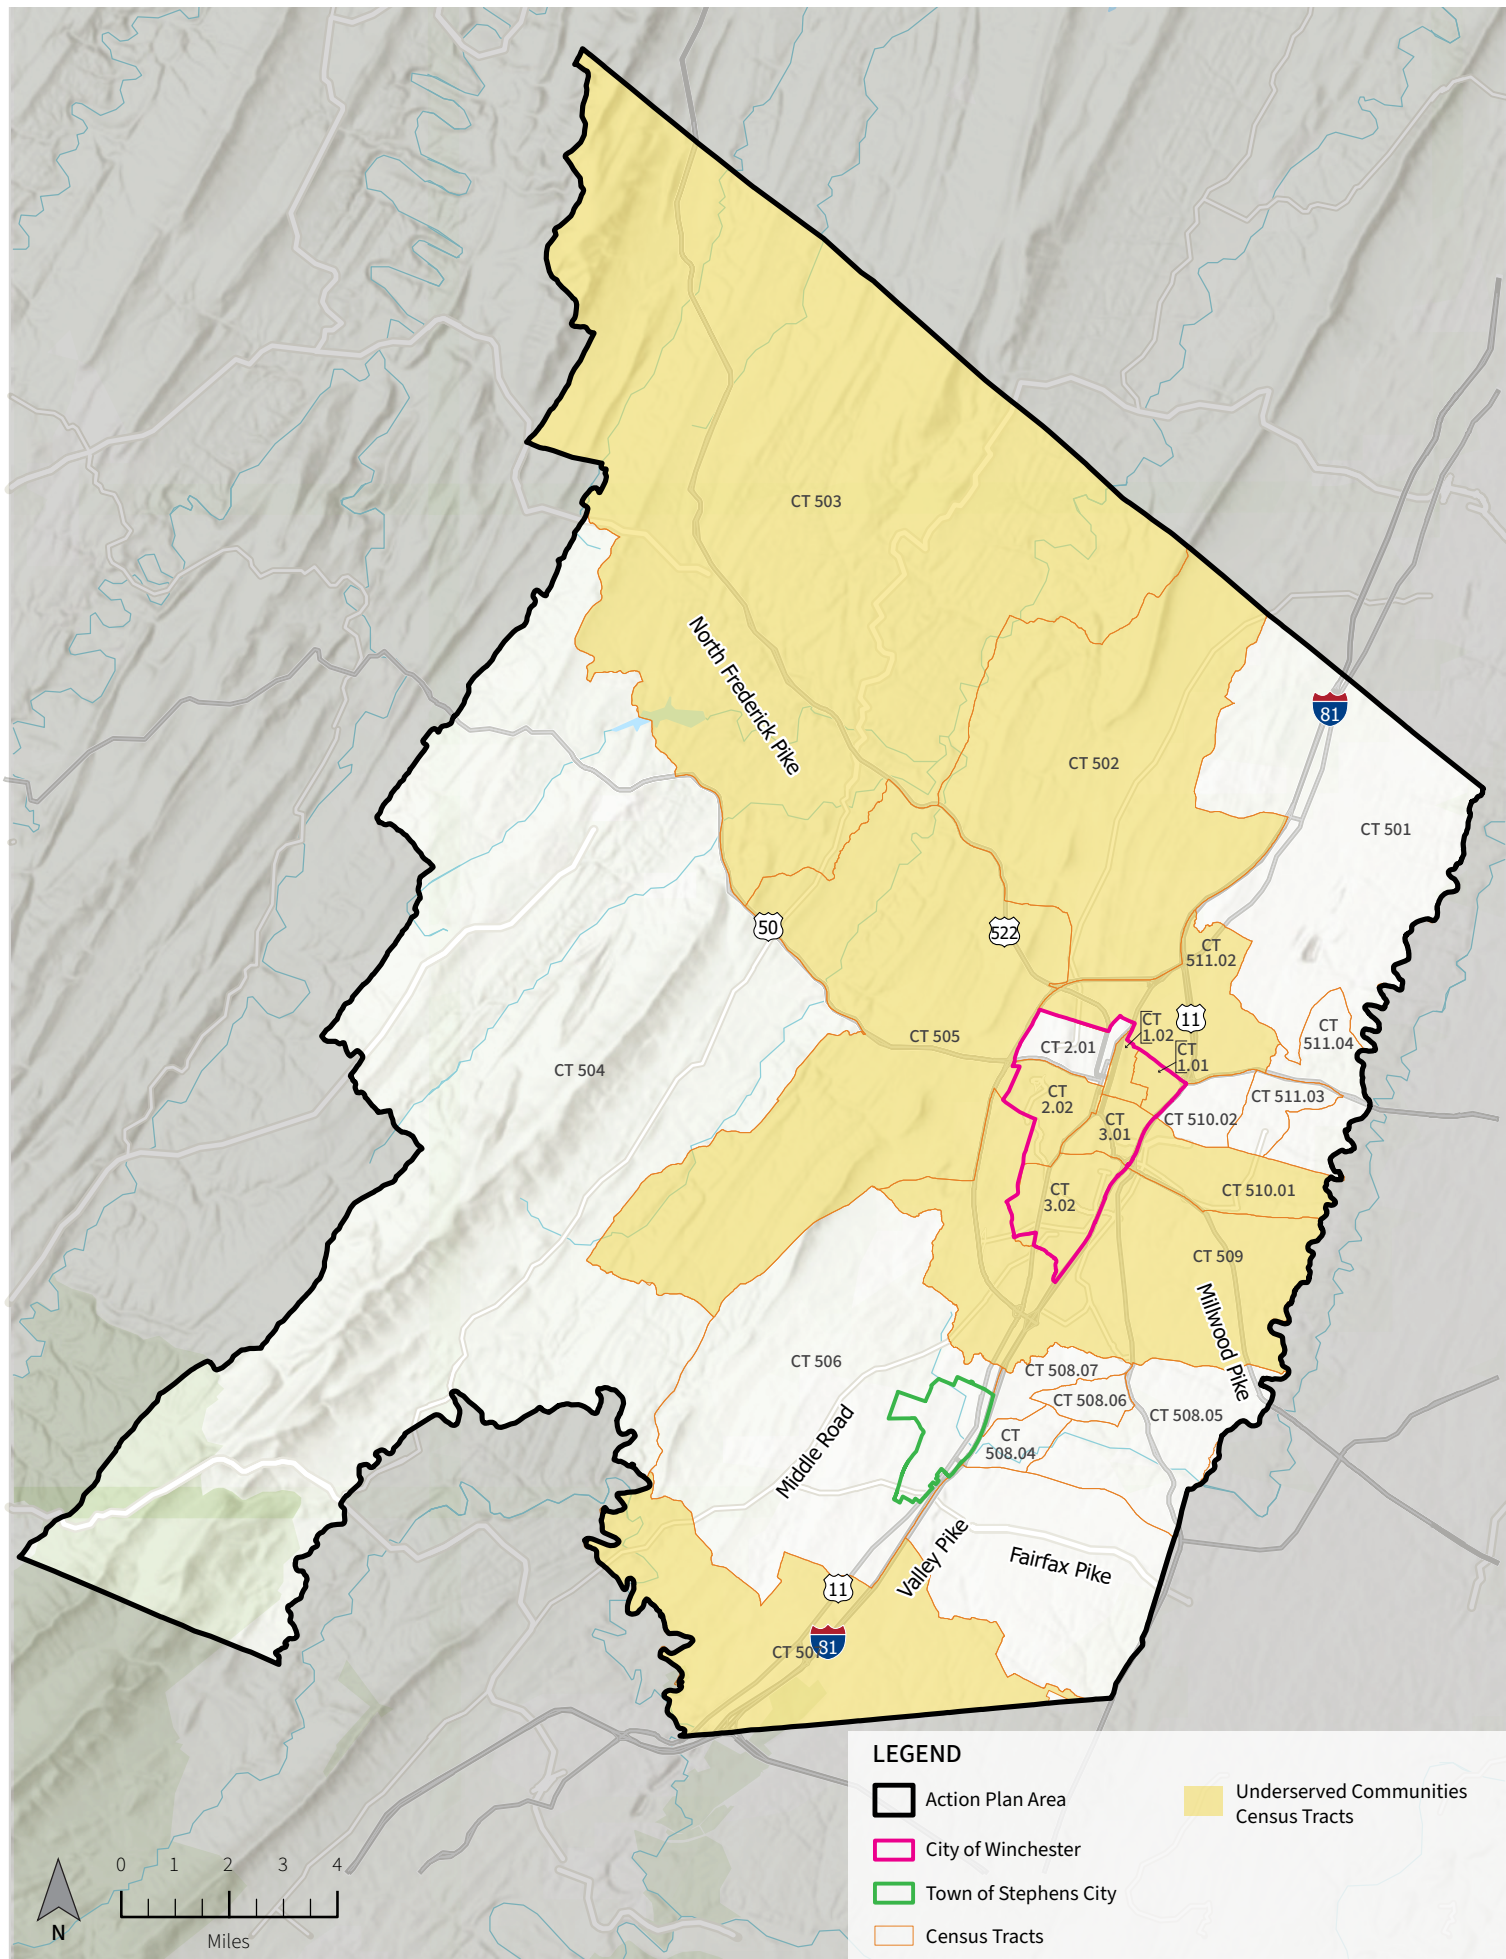 CT 503
North Frederick Pike
81
CT 502
CT 501
50
522
CT
511.02
11
CT
1.02
CT 505
CT 2.01
CT
511.04
CT
1.01
CT 504
CT
2.02
CT 511.03
CT 510.02
CT
3.01
CT 510.01
CT
3.02
CT 509
Millwood Pike
CT 506
CT 508.07
CT 508.06
CT 508.05
Middle Road
CT
508.04
Valley Pike
Fairfax Pike
11
81
LEGEND
Action Plan Area
City of Winchester
Town of Stephens City
Census Tracts
Underserved Communities
Census Tracts
0 1 2 3 4
Miles
N